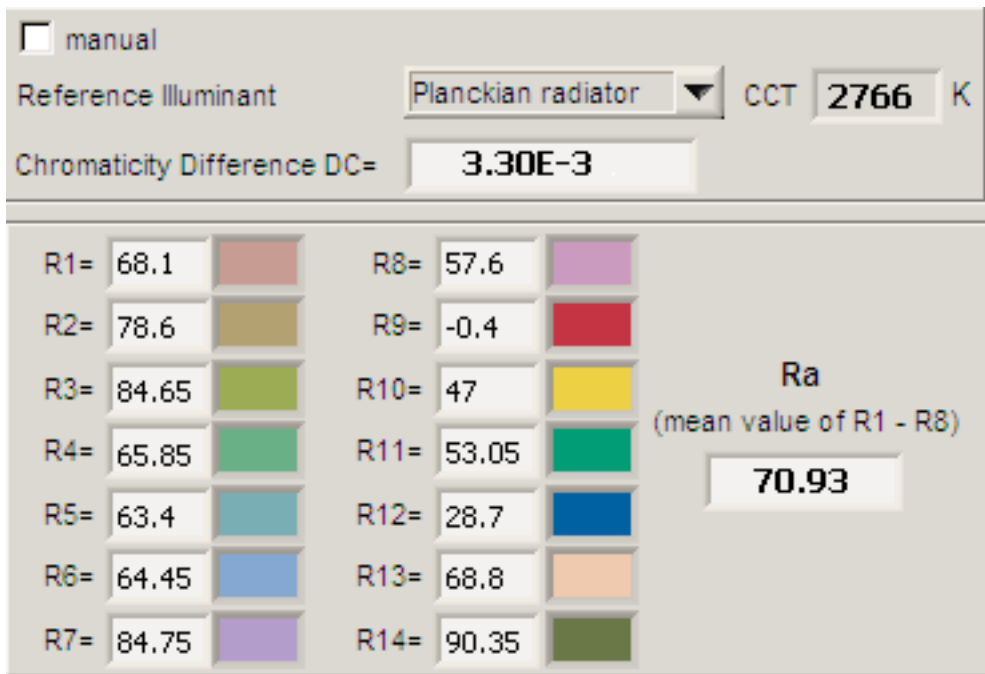 manual
Reference Illuminant Planckian radiator CCT 2766 K
Chromaticity Difference DC= 3.30E-3
R1= 68.1 R8= 57.6
R2= 78.6 R9= -0.4
R3= 84.65 R10= 47
R4= 65.85 R11= 53.05
R5= 63.4 R12= 28.7
R6= 64.45 R13= 68.8
R7= 84.75 R14= 90.35
Ra
(mean value of R1 - R8)
70.93